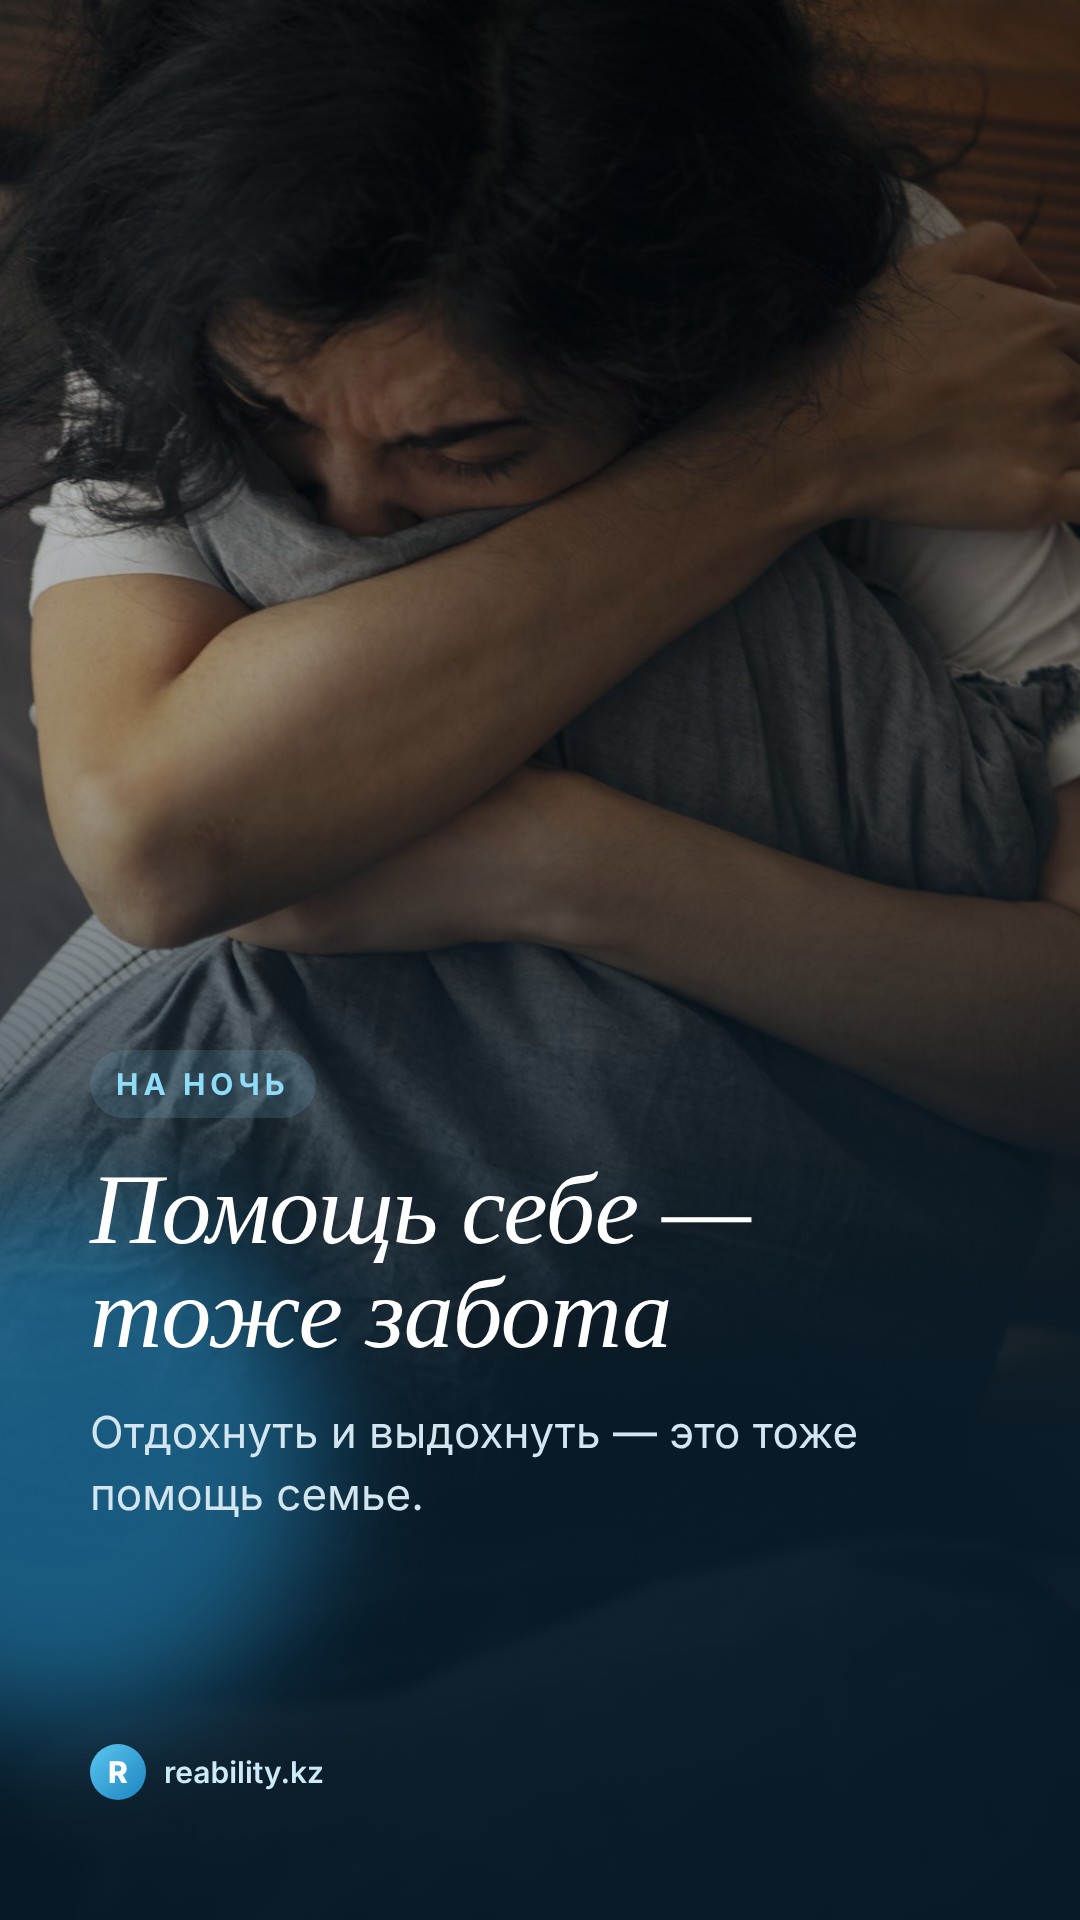 НА НОЧЬ
Помощь себе —
тоже забота
Отдохнуть и выдохнуть — это тоже
помощь семье.
R reability.kz